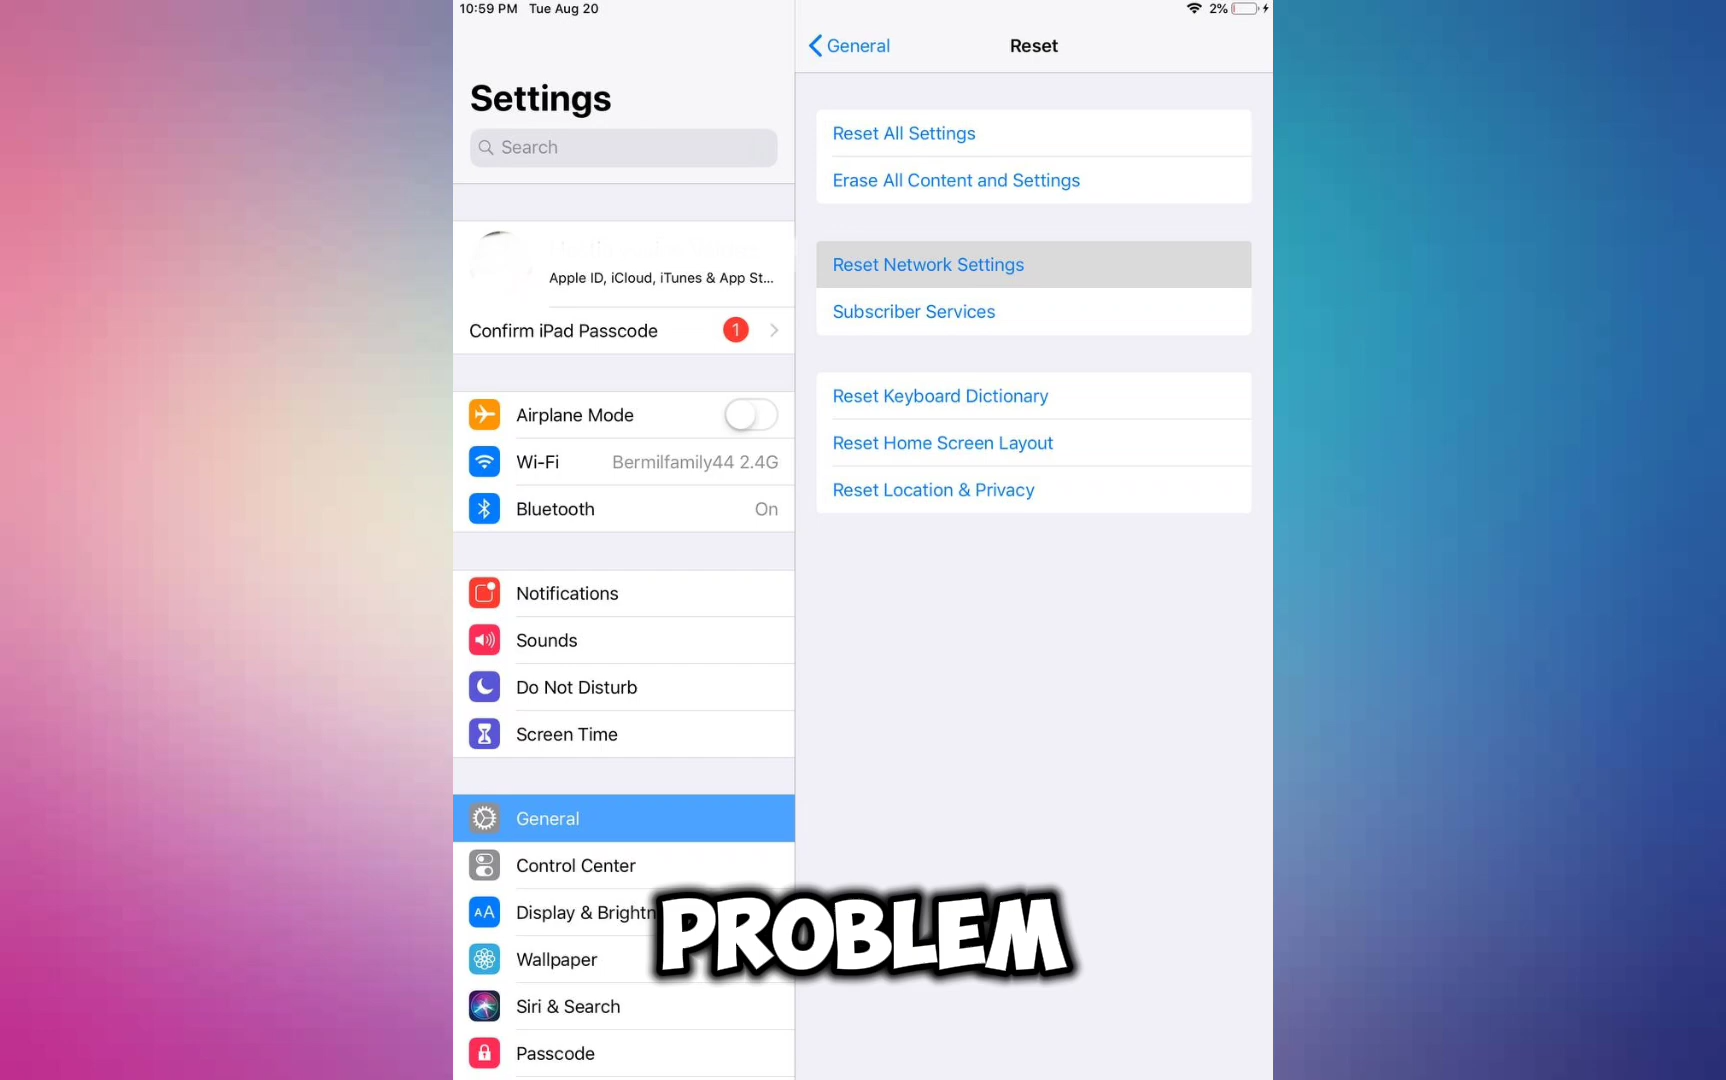 10:59 PM Tue Aug 20
2%
Settings
Search
Apple ID, iCloud, iTunes & App St...
Confirm iPad Passcode 1
Airplane Mode
Wi-Fi Bermilfamily44 2.4G
Bluetooth On
Notifications
Sounds
Do Not Disturb
Screen Time
General
Control Center
AA Display & Brightn
Wallpaper
Siri & Search
Passcode
General
Reset
Reset All Settings
Erase All Content and Settings
Reset Network Settings
Subscriber Services
Reset Keyboard Dictionary
Reset Home Screen Layout
Reset Location & Privacy
PROBLEM